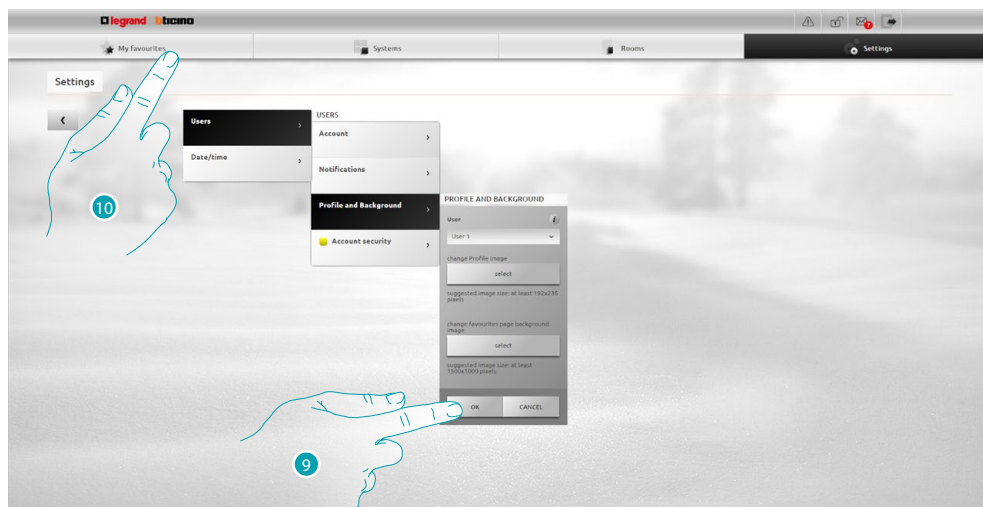 legrand bticino
7
My favourites
Systems
Rooms
Settings
Settings
Users
Date/time
USERS
Account
Notifications
Profile and Background
Account security
PROFILE AND BACKGROUND
User
i
User 1
change Profile Image
select
suggested image size: at least 192x235
pixels
change favourites page background
image
select
suggested image size: at least
1500x1000 pixels
OK
CANCEL
10
9